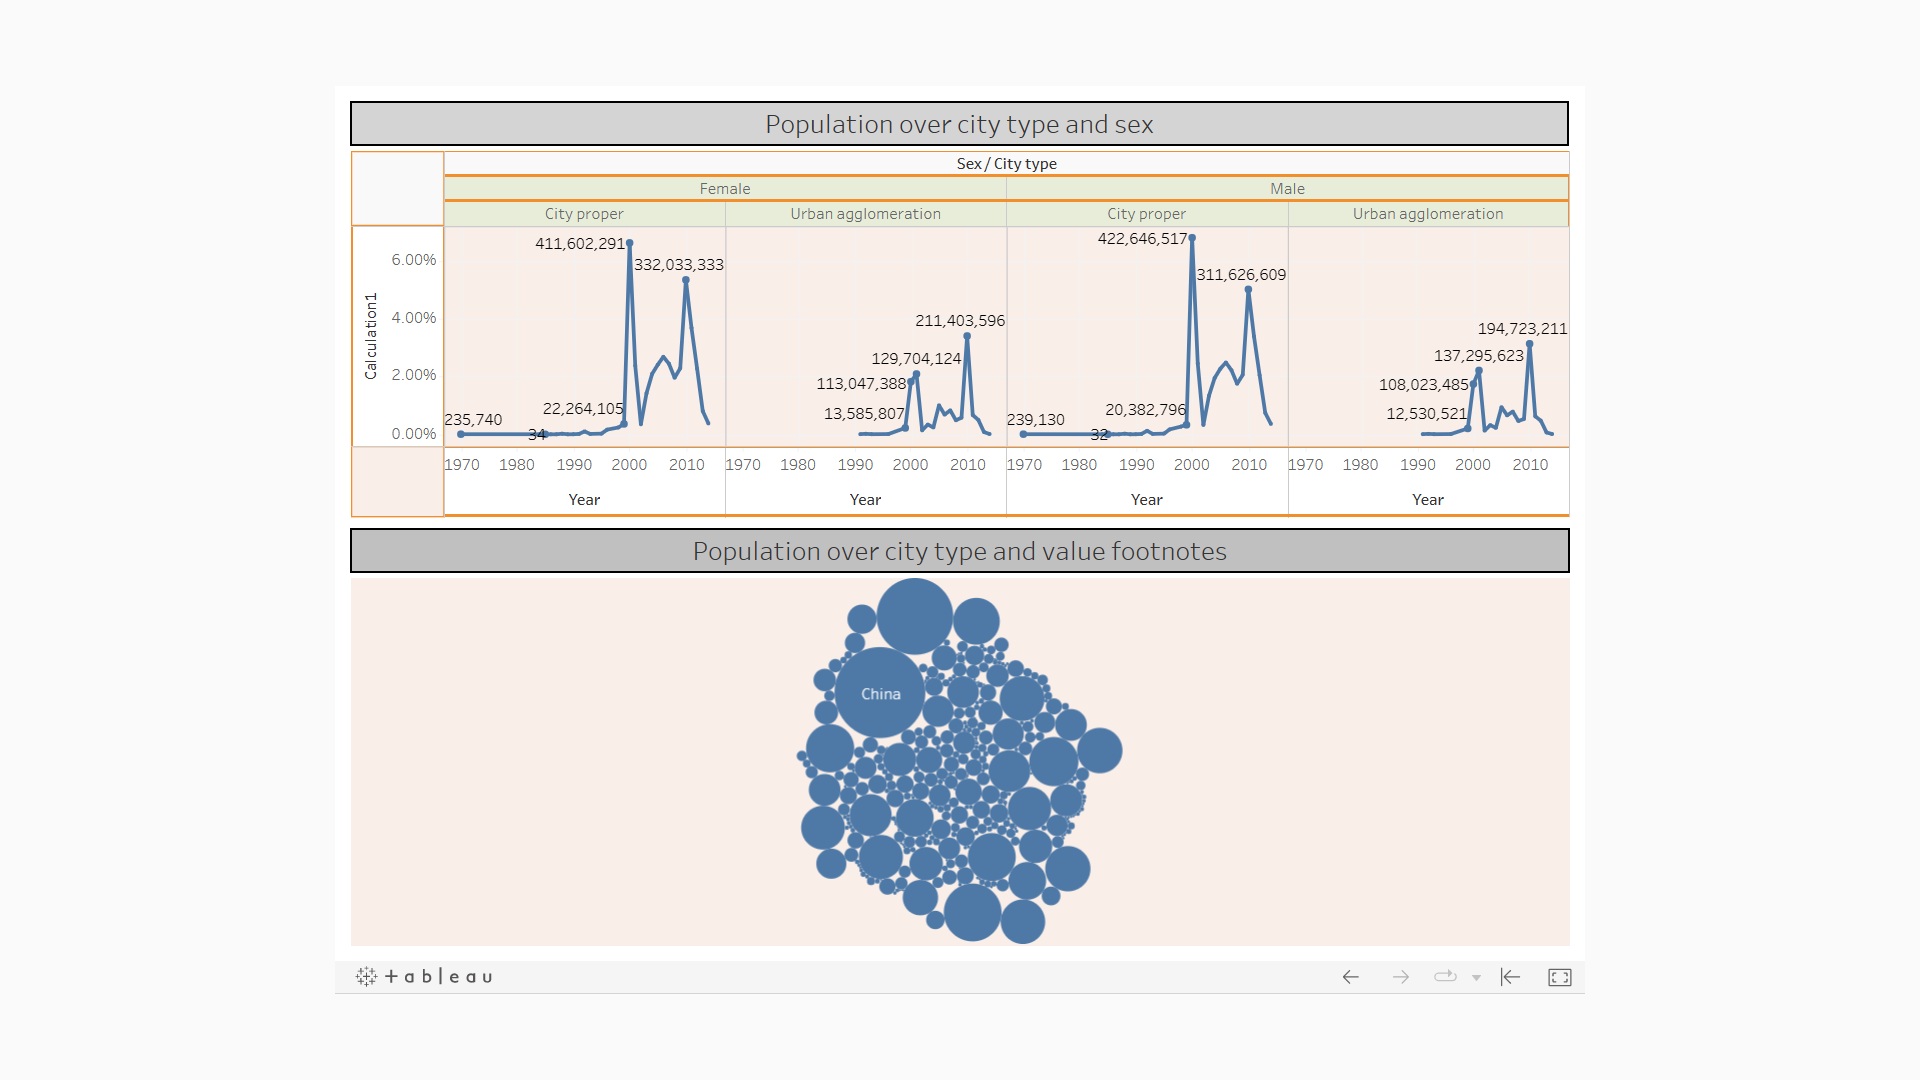 Population over city type and sex
Sex / City type
Female Male
City proper Urban agglomeration City proper Urban agglomeration
Calculation1
6.00%
4.00%
2.00%
0.00%
411,602,291
332,033,333
22,264,105
235,740
34
211,403,596
129,704,124
113,047,388
13,585,807
422,646,517
311,626,609
20,382,796
239,130
32
194,723,211
137,295,623
108,023,485
12,530,521
1970 1980 1990 2000 2010 1970 1980 1990 2000 2010 1970 1980 1990 2000 2010 1970 1980 1990 2000 2010
Year Year Year Year
Population over city type and value footnotes
China
+ a b l e a u